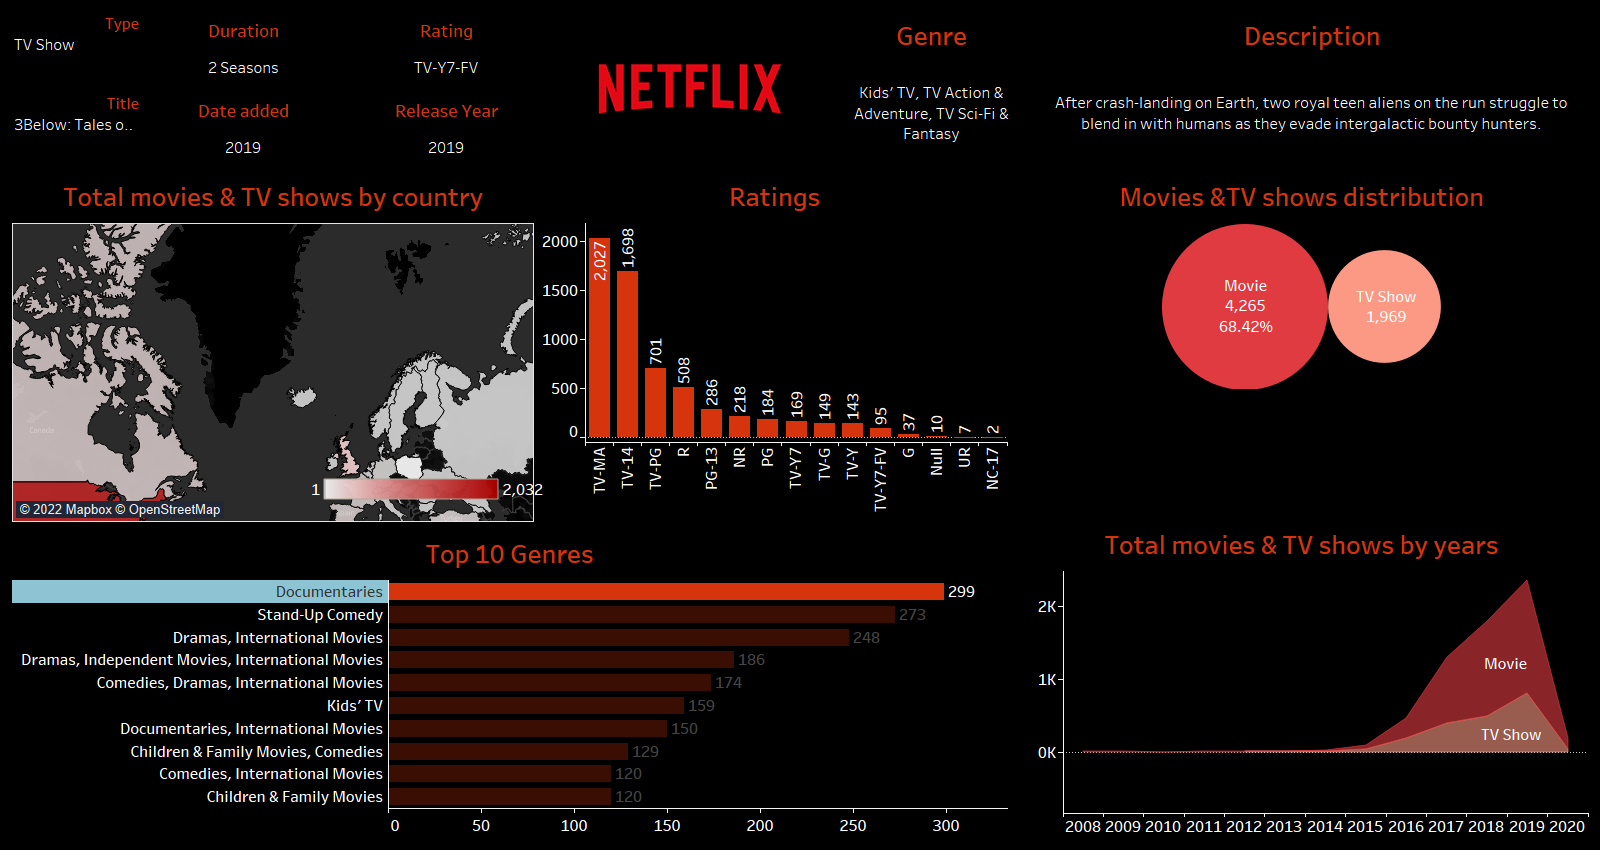 Type
TV Show
Duration
2 Seasons
Rating
TV-Y7-FV
Title
3Below: Tales o..
Date added
2019
Release Year
2019
NETFLIX
Genre
Kids’ TV, TV Action &
Adventure, TV Sci-Fi &
Fantasy
Description
After crash-landing on Earth, two royal teen aliens on the run struggle to
blend in with humans as they evade intergalactic bounty hunters.
Total movies & TV shows by country
Canada
1
2,032
© 2022 Mapbox © OpenStreetMap
Ratings
2000
1500
1000
500
0
2,027
1,698
701
508
286
218
184
169
149
143
95
37
10
7
2
TV-MA
TV-14
TV-PG
R
PG-13
NR
PG
TV-Y7
TV-G
TV-Y
TV-Y7-FV
G
Null
UR
NC-17
Movies &TV shows distribution
Movie
4,265
68.42%
TV Show
1,969
Top 10 Genres
Documentaries 299
Stand-Up Comedy 273
Dramas, International Movies 248
Dramas, Independent Movies, International Movies 186
Comedies, Dramas, International Movies 174
Kids’ TV 159
Documentaries, International Movies 150
Children & Family Movies, Comedies 129
Comedies, International Movies 120
Children & Family Movies 120
0 50 100 150 200 250 300
Total movies & TV shows by years
2K
1K
0K
Movie
TV Show
2008 2009 2010 2011 2012 2013 2014 2015 2016 2017 2018 2019 2020